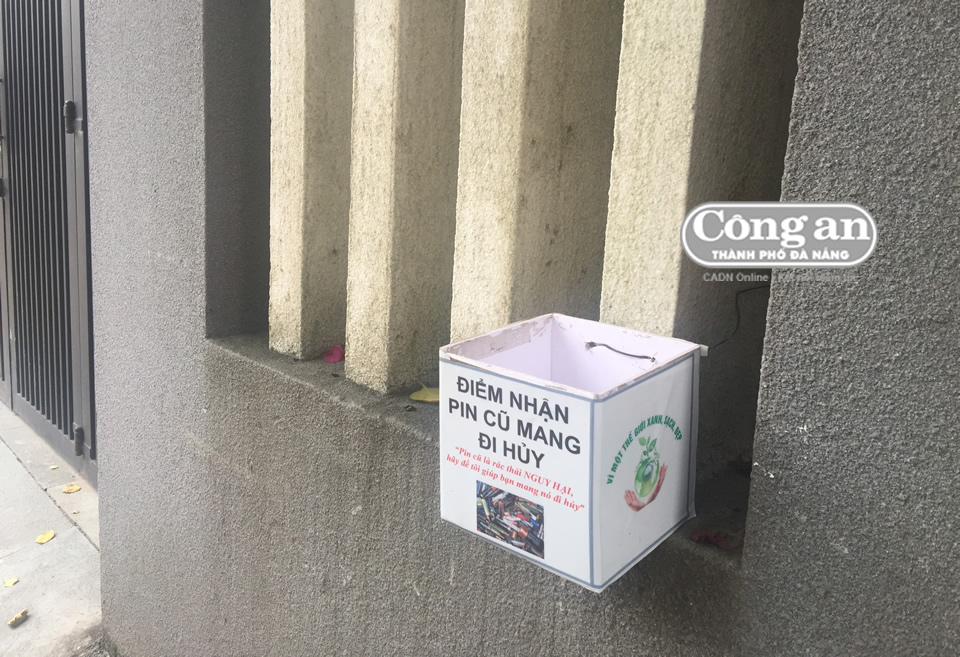 Công an
THÀNH PHỐ ĐÀ NẴNG
CADN Online
ĐIỂM NHẬN
PIN CŨ MANG
ĐI HỦY
"Pin cũ là rác thải NGUY HẠI,
hãy để tôi giúp bạn mang nó đi hủy"
VÌ MỘT THẾ GIỚI XANH, SẠCH, ĐẸP